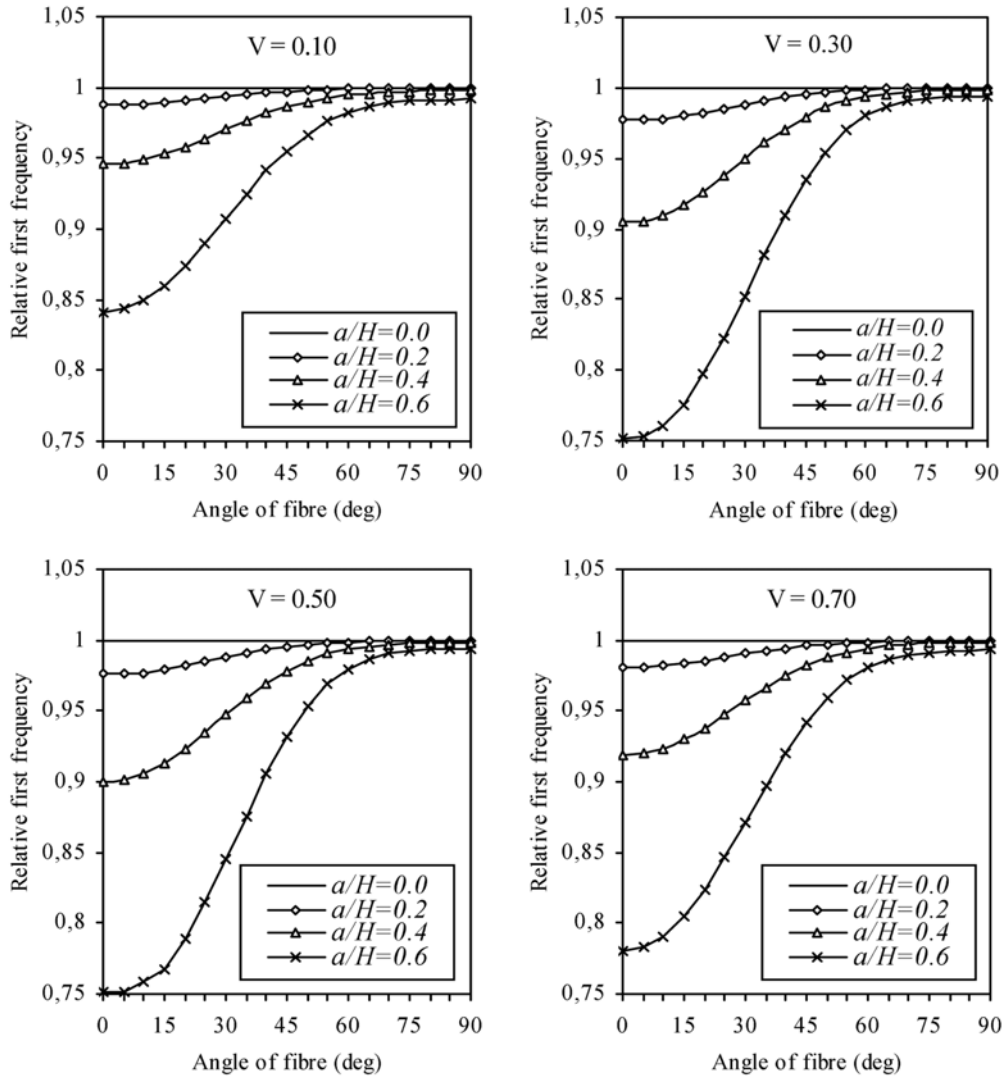 V = 0.10
Relative first frequency
1,05
1
0,95
0,9
0,85
0,8
0,75
a/H=0.0
a/H=0.2
a/H=0.4
a/H=0.6
0 15 30 45 60 75 90
Angle of fibre (deg)
V = 0.30
Relative first frequency
1,05
1
0,95
0,9
0,85
0,8
0,75
a/H=0.0
a/H=0.2
a/H=0.4
a/H=0.6
0 15 30 45 60 75 90
Angle of fibre (deg)
V = 0.50
Relative first frequency
1,05
1
0,95
0,9
0,85
0,8
0,75
a/H=0.0
a/H=0.2
a/H=0.4
a/H=0.6
0 15 30 45 60 75 90
Angle of fibre (deg)
V = 0.70
Relative first frequency
1,05
1
0,95
0,9
0,85
0,8
0,75
a/H=0.0
a/H=0.2
a/H=0.4
a/H=0.6
0 15 30 45 60 75 90
Angle of fibre (deg)